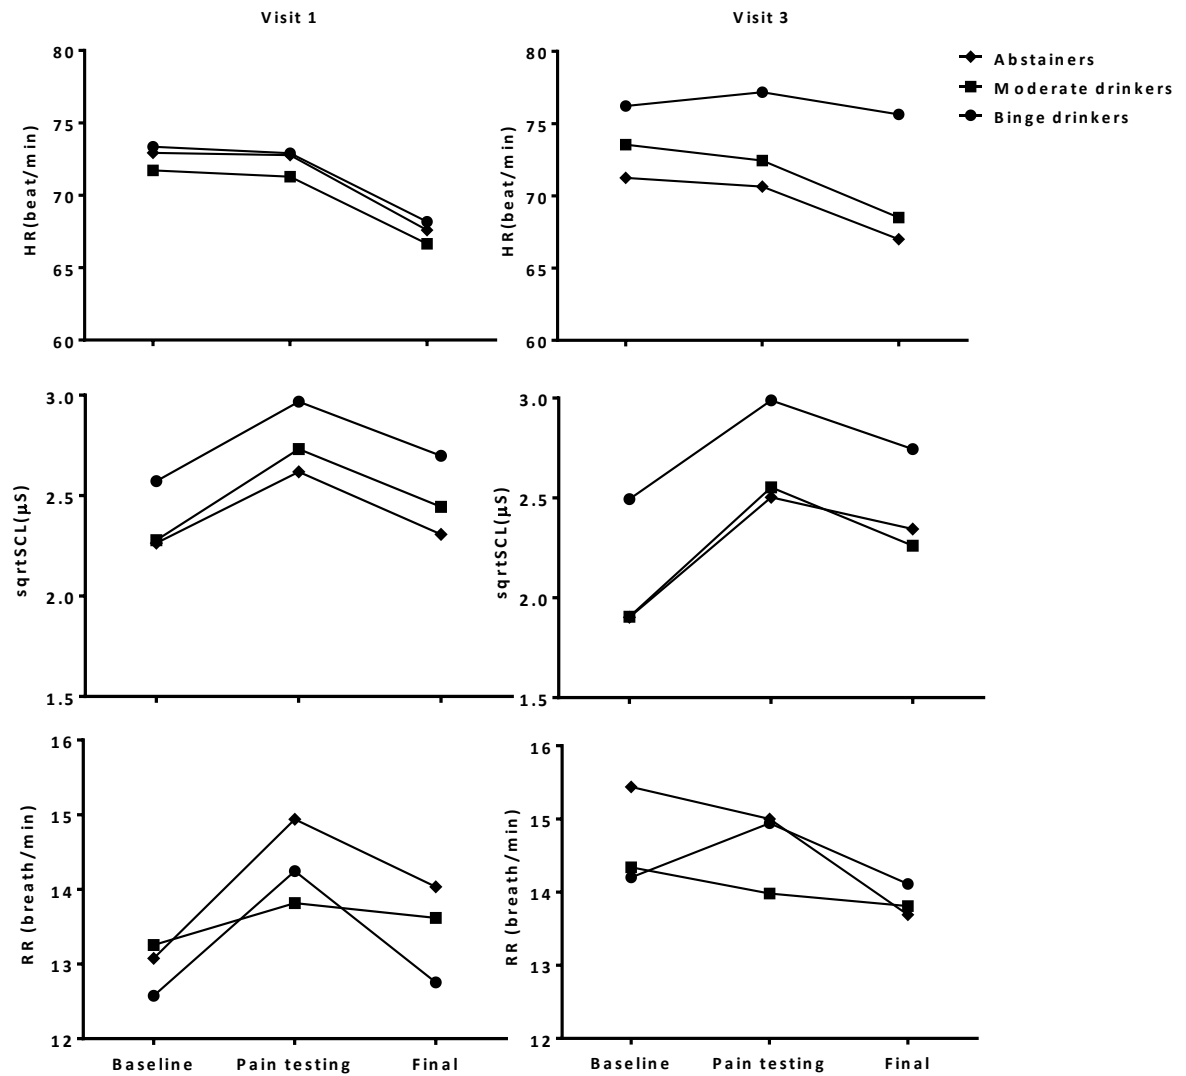 Visit 1
Visit 3
80
75
70
65
60
HR(beat/min)
80
75
70
65
60
HR(beat/min)
Abstainers
Moderate drinkers
Binge drinkers
3.0
2.5
2.0
1.5
sqrtSCL(µS)
3.0
2.5
2.0
1.5
sqrtSCL(µS)
16
15
14
13
12
RR (breath/min)
Baseline Pain testing Final
16
15
14
13
12
RR (breath/min)
Baseline Pain testing Final